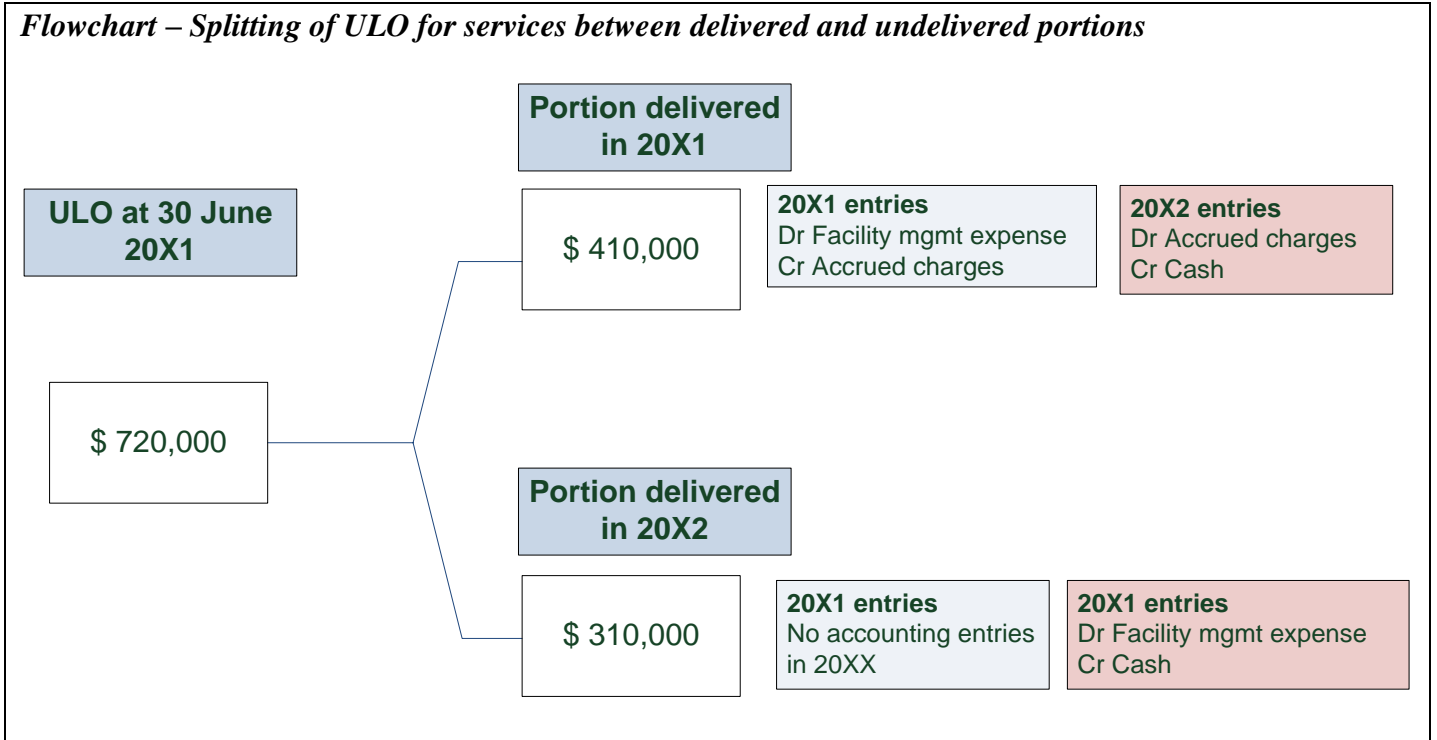 Flowchart – Splitting of ULO for services between delivered and undelivered portions
Portion delivered
in 20X1
ULO at 30 June
20X1
$ 410,000
20X1 entries
Dr Facility mgmt expense
Cr Accrued charges
20X2 entries
Dr Accrued charges
Cr Cash
$ 720,000
Portion delivered
in 20X2
$ 310,000
20X1 entries
No accounting entries
in 20XX
20X1 entries
Dr Facility mgmt expense
Cr Cash